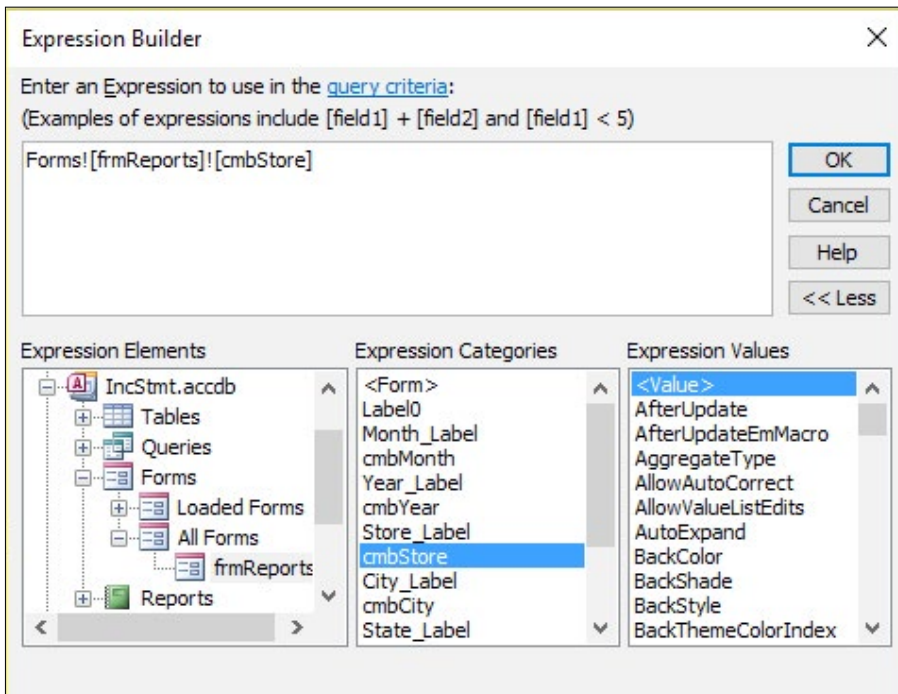 Expression Builder
Enter an Expression to use in the query criteria:
(Examples of expressions include [field1] + [field2] and [field1] < 5)
Forms![frmReports]![cmbStore]
OK
Cancel
Help
<< Less
Expression Elements
IncStmt.accdb
Tables
Queries
Forms
Loaded Forms
All Forms
frmReports
Reports
Expression Categories
<Form>
Label0
Month_Label
cmbMonth
Year_Label
cmbYear
Store_Label
cmbStore
City_Label
cmbCity
State_Label
Expression Values
<Value>
AfterUpdate
AfterUpdateEmMacro
AggregateType
AllowAutoCorrect
AllowValueListEdits
AutoExpand
BackColor
BackShade
BackStyle
BackThemeColorIndex